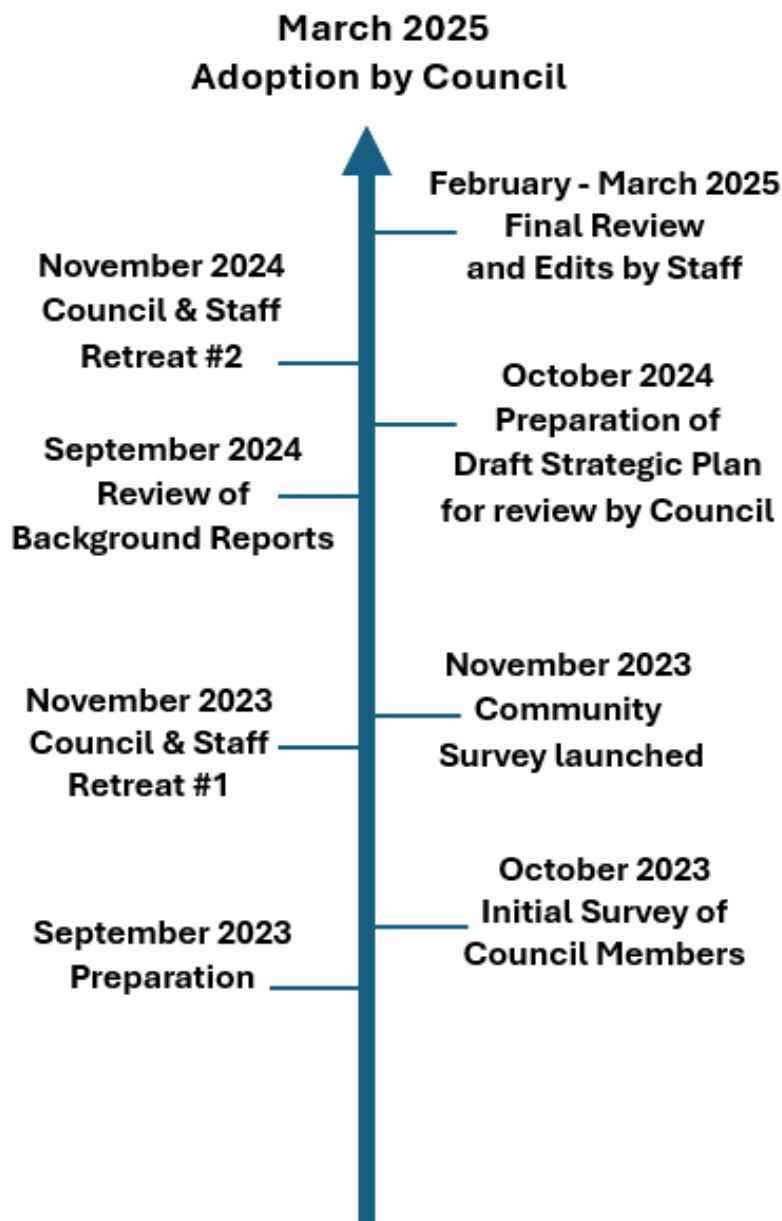 March 2025
Adoption by Council
February - March 2025
Final Review
and Edits by Staff
November 2024
Council & Staff
Retreat #2
October 2024
Preparation of
Draft Strategic Plan
for review by Council
September 2024
Review of
Background Reports
November 2023
Community
Survey launched
November 2023
Council & Staff
Retreat #1
October 2023
Initial Survey of
Council Members
September 2023
Preparation